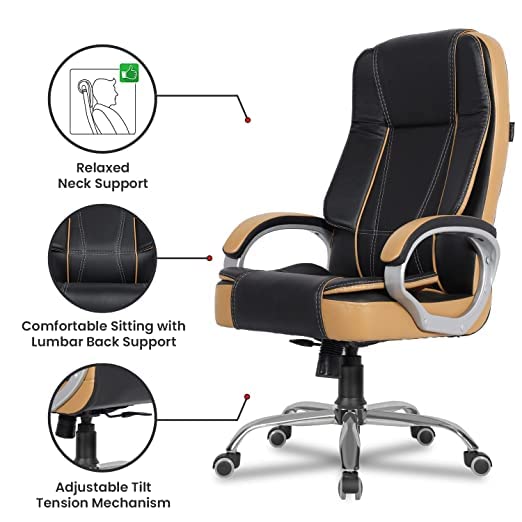 Relaxed
Neck Support
Comfortable Sitting with
Lumbar Back Support
Adjustable Tilt
Tension Mechanism